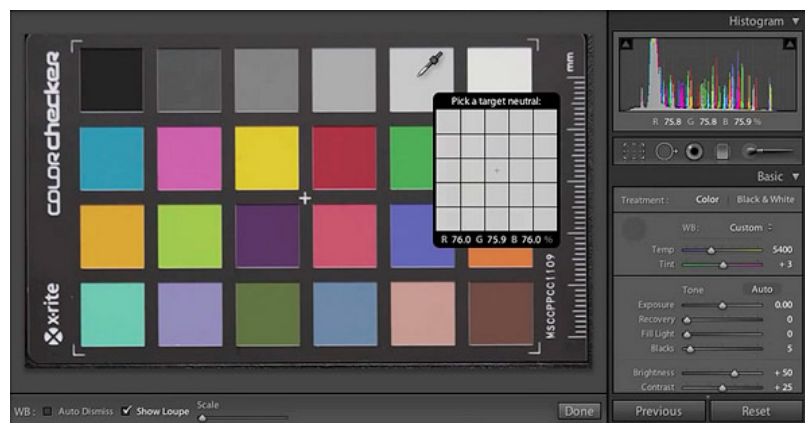 Histogram
R 75.8 G 75.8 B 75.9 %
Basic
Treatment : Color Black & White
WB: Custom
Temp 5400
Tint + 3
Tone Auto
Exposure 0.00
Recovery 0
Fill Light 0
Blacks 5
Brightness + 50
Contrast + 25
Previous Reset
colorchecker
x-rite
mm
MSCCPPCC1109
Pick a target neutral:
R 76.0 G 75.9 B 76.0 %
WB : Auto Dismiss Show Loupe Scale
Done